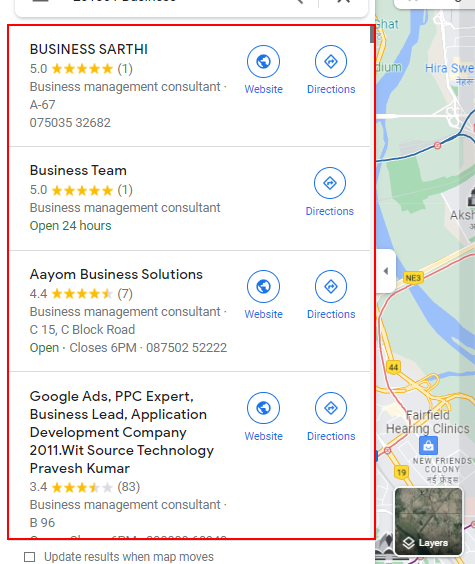 BUSINESS SARTHI
5.0 (1)
Business management consultant ·
A-67
075035 32682
Website
Directions
Business Team
5.0 (1)
Business management consultant
Open 24 hours
Directions
Aayom Business Solutions
4.4 (7)
Business management consultant ·
C 15, C Block Road
Open · Closes 6PM · 087502 52222
Website
Directions
Google Ads, PPC Expert,
Business Lead, Application
Development Company
2011.Wit Source Technology
Pravesh Kumar
3.4 (83)
Business management consultant ·
B 96
Website
Directions
Update results when map moves
Hira Swe
NE3
44
Fairfield
Hearing Clinics
NEW FRIENDS
COLONY
19
Layers